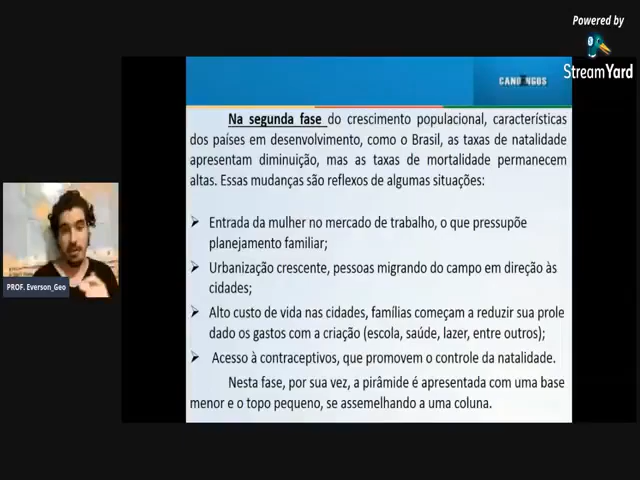 Powered by
StreamYard
CANDANGOS
Na segunda fase do crescimento populacional, características
dos países em desenvolvimento, como o Brasil, as taxas de natalidade
apresentam diminuição, mas as taxas de mortalidade permanecem
altas. Essas mudanças são reflexos de algumas situações:
Entrada da mulher no mercado de trabalho, o que pressupõe
planejamento familiar;
Urbanização crescente, pessoas migrando do campo em direção às
cidades;
Alto custo de vida nas cidades, famílias começam a reduzir sua prole
dado os gastos com a criação (escola, saúde, lazer, entre outros);
Acesso à contraceptivos, que promovem o controle da natalidade.
Nesta fase, por sua vez, a pirâmide é apresentada com uma base
menor e o topo pequeno, se assemelhando a uma coluna.
PROF. Everson_Geo